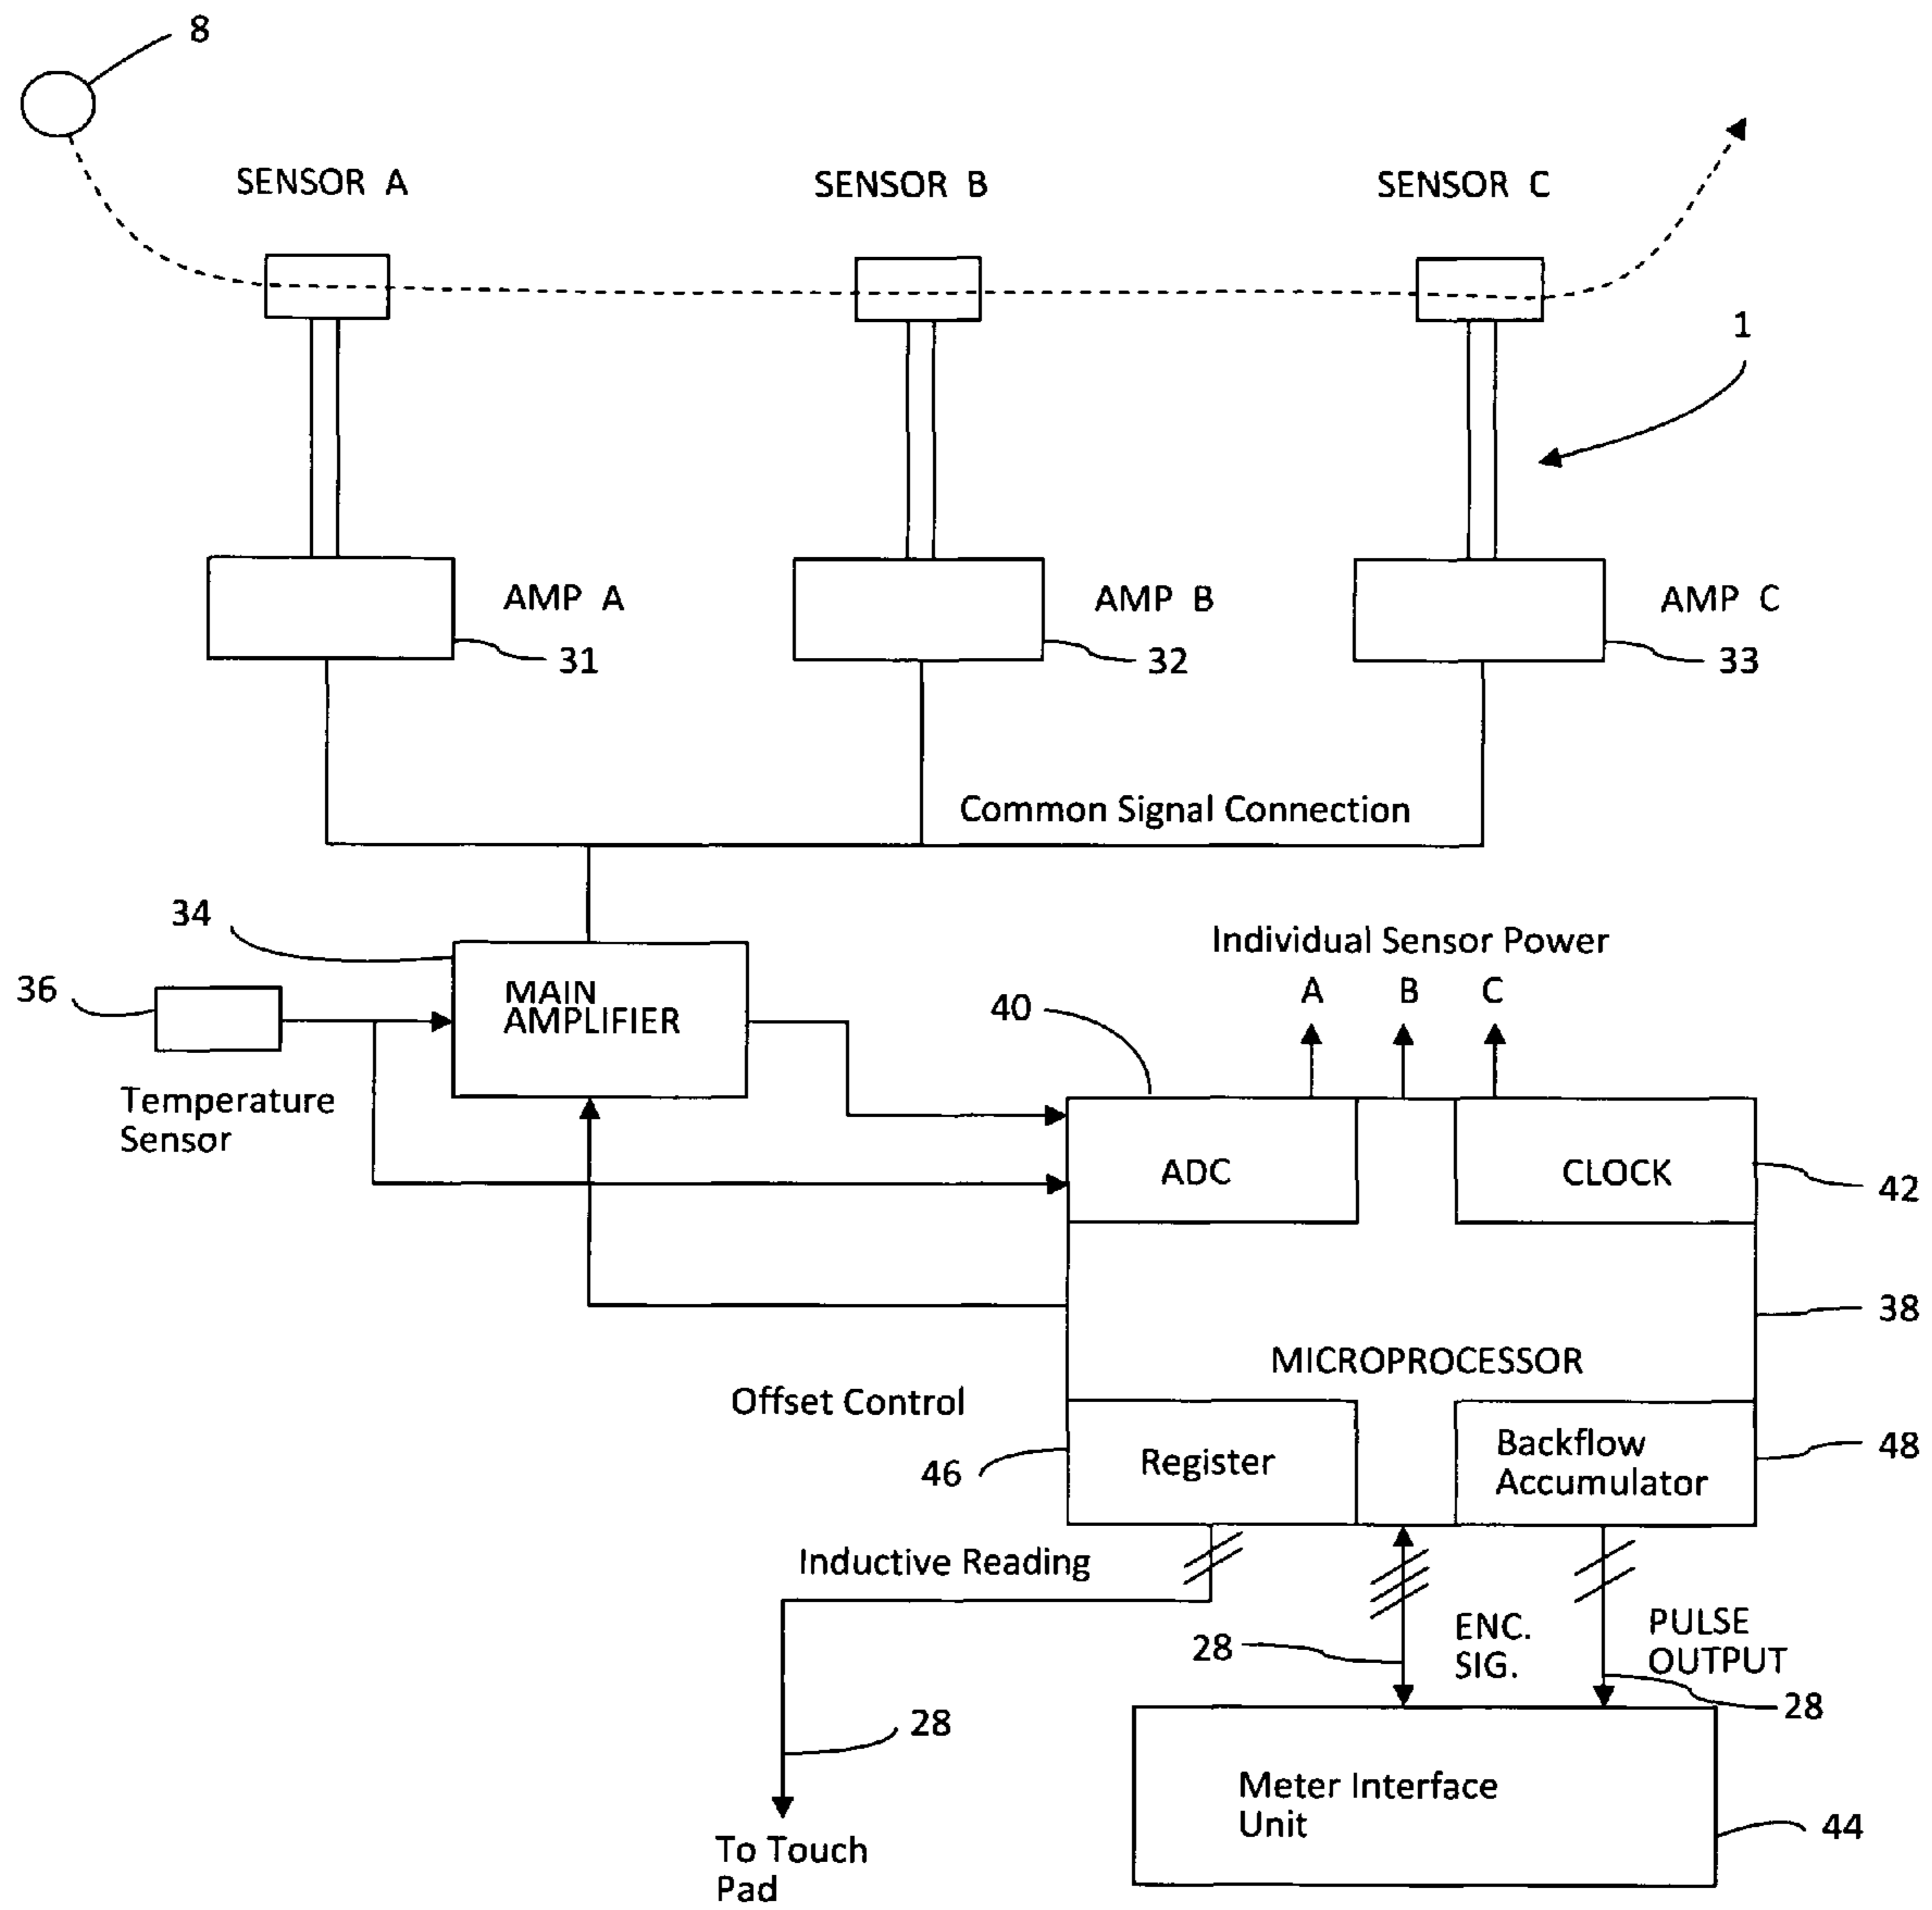 8
SENSOR A
SENSOR B
SENSOR C
1
AMP A
AMP B
AMP C
31
32
33
Common Signal Connection
34
Individual Sensor Power
A
B
C
36
MAIN
AMPLIFIER
40
Temperature
Sensor
ADC
CLOCK
42
38
MICROPROCESSOR
Offset Control
46
Register
Backflow
Accumulator
48
Inductive Reading
28
ENC.
SIG.
PULSE
OUTPUT
28
28
Meter Interface
Unit
44
To Touch
Pad